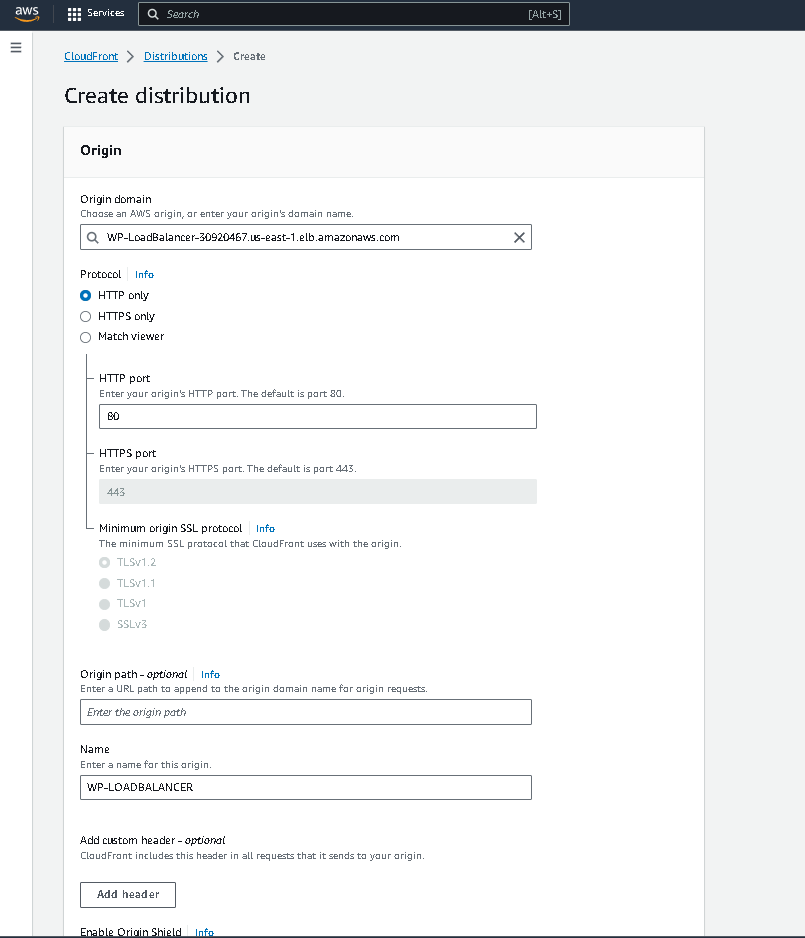 aws
Services
Search
[Alt+S]
CloudFront
Distributions
Create
Create distribution
Origin
Origin domain
Choose an AWS origin, or enter your origin's domain name.
WP-LoadBalancer-30920467.us-east-1.elb.amazonaws.com
Protocol
Info
HTTP only
HTTPS only
Match viewer
HTTP port
Enter your origin's HTTP port. The default is port 80.
80
HTTPS port
Enter your origin's HTTPS port. The default is port 443.
443
Minimum origin SSL protocol
Info
The minimum SSL protocol that CloudFront uses with the origin.
TLSv1.2
TLSv1.1
TLSv1
SSLv3
Origin path - optional
Info
Enter a URL path to append to the origin domain name for origin requests.
Enter the origin path
Name
Enter a name for this origin.
WP-LOADBALANCER
Add custom header - optional
CloudFront includes this header in all requests that it sends to your origin.
Add header
Enable Origin Shield
Info